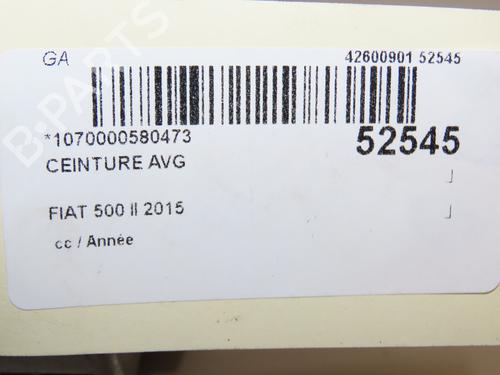 GA 42600901 52545
*1070000580473 52545
CEINTURE AVG
FIAT 500 II 2015
cc / Année
B-PARTS